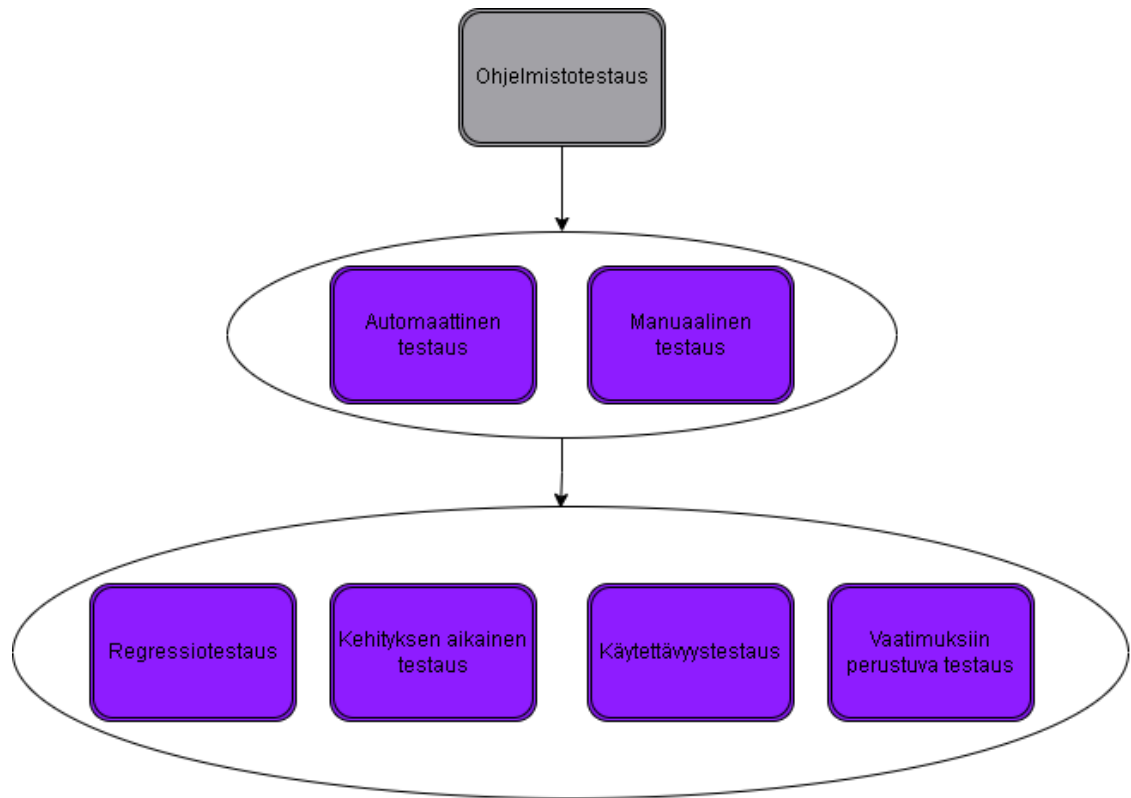 Ohjelmistotestaus
Automaattinen
testaus
Manuaalinen
testaus
Regressiotestaus
Kehityksen aikainen
testaus
Käytettävyystestaus
Vaatimuksiin
perustuva testaus